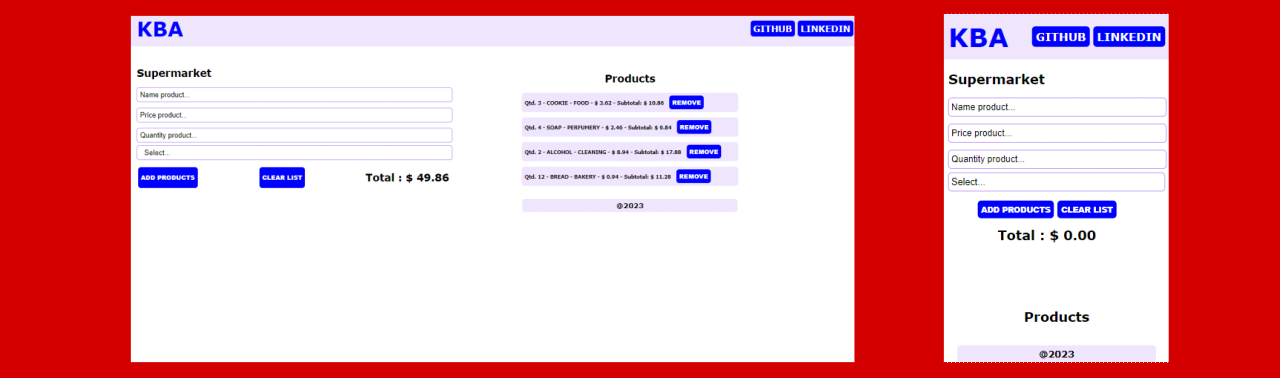 KBA
GITHUB LINKEDIN
Supermarket
Name product...
Price product...
Quantity product...
Select...
ADD PRODUCTS CLEAR LIST Total : $ 49.86
Products
Qtd. 3 - COOKIE - FOOD - $ 3.62 - Subtotal: $ 10.86 REMOVE
Qtd. 4 - SOAP - PERFUMERY - $ 2.46 - Subtotal: $ 9.84 REMOVE
Qtd. 2 - ALCOHOL - CLEANING - $ 8.94 - Subtotal: $ 17.88 REMOVE
Qtd. 12 - BREAD - BAKERY - $ 0.94 - Subtotal: $ 11.28 REMOVE
@2023
KBA
GITHUB LINKEDIN
Supermarket
Name product...
Price product...
Quantity product...
Select...
ADD PRODUCTS CLEAR LIST
Total : $ 0.00
Products
@2023